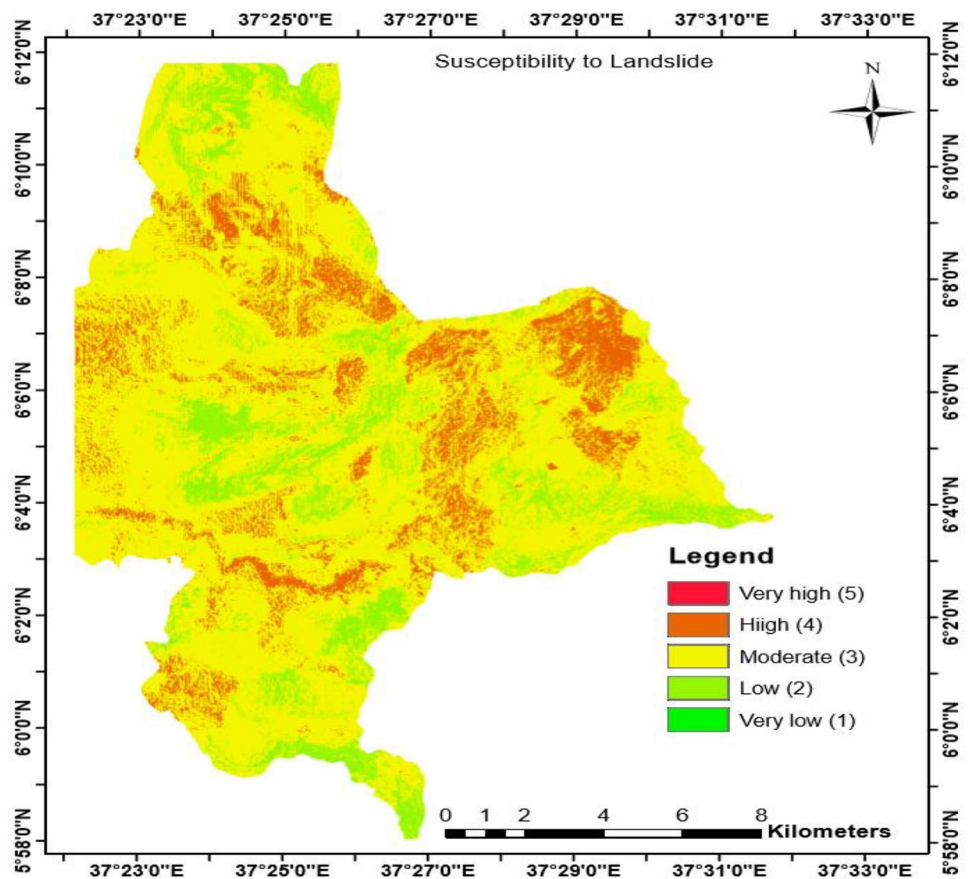 37°23'0"E 37°25'0"E 37°27'0"E 37°29'0"E 37°31'0"E 37°33'0"E
Susceptibility to Landslide
N
6°12'0"N 6°12'0"N
6°10'0"N 6°10'0"N
6°8'0"N 6°8'0"N
6°6'0"N 6°6'0"N
6°4'0"N 6°4'0"N
6°2'0"N 6°2'0"N
6°0'0"N 6°0'0"N
5°58'0"N 5°58'0"N
Legend
Very high (5)
Hiigh (4)
Moderate (3)
Low (2)
Very low (1)
0 1 2 4 6 8
Kilometers
37°23'0"E 37°25'0"E 37°27'0"E 37°29'0"E 37°31'0"E 37°33'0"E